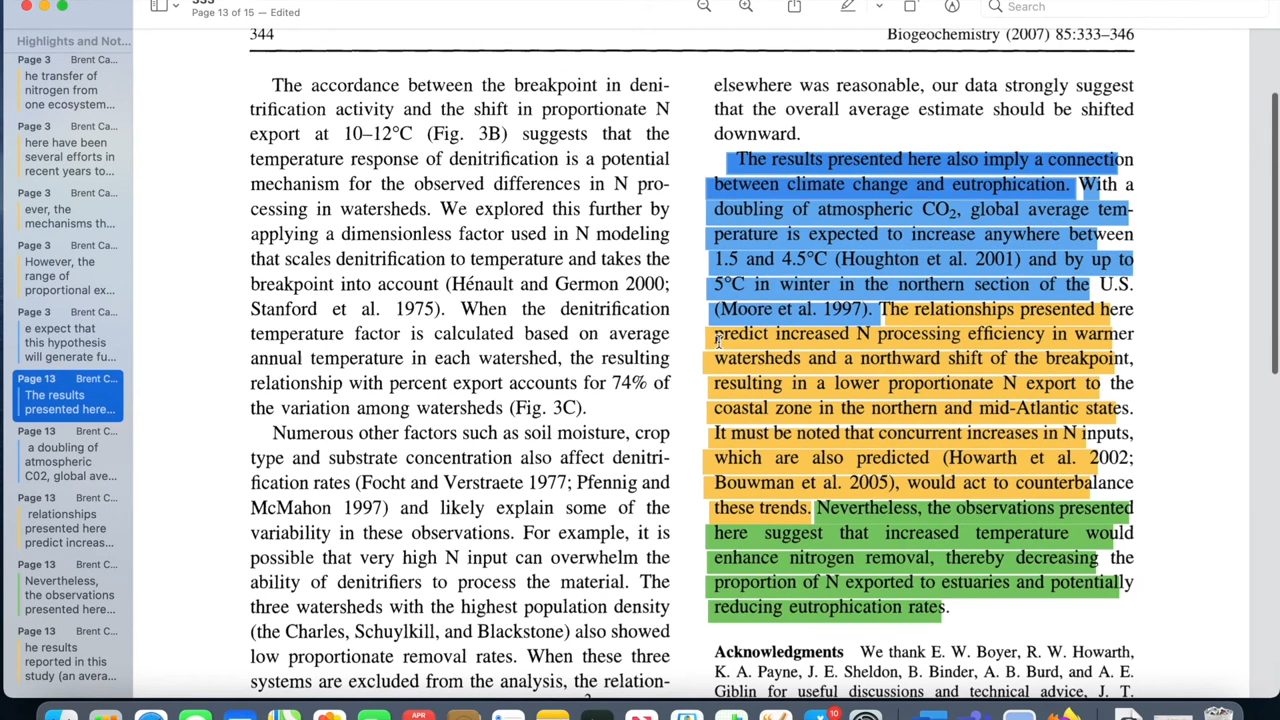 333
Page 13 of 15 — Edited
Search
Highlights and Not...
Page 3 Brent Ca...
he transfer of
nitrogen from
one ecosystem...
Page 3 Brent Ca...
here have been
several efforts in
recent years to...
Page 3 Brent Ca...
ever, the
mechanisms th...
Page 3 Brent Ca...
However, the
range of
proportional ex...
Page 3 Brent Ca...
e expect that
this hypothesis
will generate fu...
Page 13 Brent C...
The results
presented here...
Page 13 Brent C...
a doubling of
atmospheric
C02, global ave...
Page 13 Brent C...
relationships
presented here
predict increas...
Page 13 Brent C...
Nevertheless,
the observations
presented here...
Page 13 Brent C...
he results
reported in this
study (an avera...
344
Biogeochemistry (2007) 85:333–346
The accordance between the breakpoint in deni-
trification activity and the shift in proportionate N
export at 10–12°C (Fig. 3B) suggests that the
temperature response of denitrification is a potential
mechanism for the observed differences in N pro-
cessing in watersheds. We explored this further by
applying a dimensionless factor used in N modeling
that scales denitrification to temperature and takes the
breakpoint into account (Hénault and Germon 2000;
Stanford et al. 1975). When the denitrification
temperature factor is calculated based on average
annual temperature in each watershed, the resulting
relationship with percent export accounts for 74% of
the variation among watersheds (Fig. 3C).
Numerous other factors such as soil moisture, crop
type and substrate concentration also affect denitri-
fication rates (Focht and Verstraete 1977; Pfennig and
McMahon 1997) and likely explain some of the
variability in these observations. For example, it is
possible that very high N input can overwhelm the
ability of denitrifiers to process the material. The
three watersheds with the highest population density
(the Charles, Schuylkill, and Blackstone) also showed
low proportionate removal rates. When these three
systems are excluded from the analysis, the relation-
elsewhere was reasonable, our data strongly suggest
that the overall average estimate should be shifted
downward.
The results presented here also imply a connection
between climate change and eutrophication. With a
doubling of atmospheric CO₂, global average tem-
perature is expected to increase anywhere between
1.5 and 4.5°C (Houghton et al. 2001) and by up to
5°C in winter in the northern section of the U.S.
(Moore et al. 1997). The relationships presented here
predict increased N processing efficiency in warmer
watersheds and a northward shift of the breakpoint,
resulting in a lower proportionate N export to the
coastal zone in the northern and mid-Atlantic states.
It must be noted that concurrent increases in N inputs,
which are also predicted (Howarth et al. 2002;
Bouwman et al. 2005), would act to counterbalance
these trends. Nevertheless, the observations presented
here suggest that increased temperature would
enhance nitrogen removal, thereby decreasing the
proportion of N exported to estuaries and potentially
reducing eutrophication rates.
Acknowledgments We thank E. W. Boyer, R. W. Howarth,
K. A. Payne, J. E. Sheldon, B. Binder, A. B. Burd, and A. E.
Giblin for useful discussions and technical advice, J. T.
APR
10